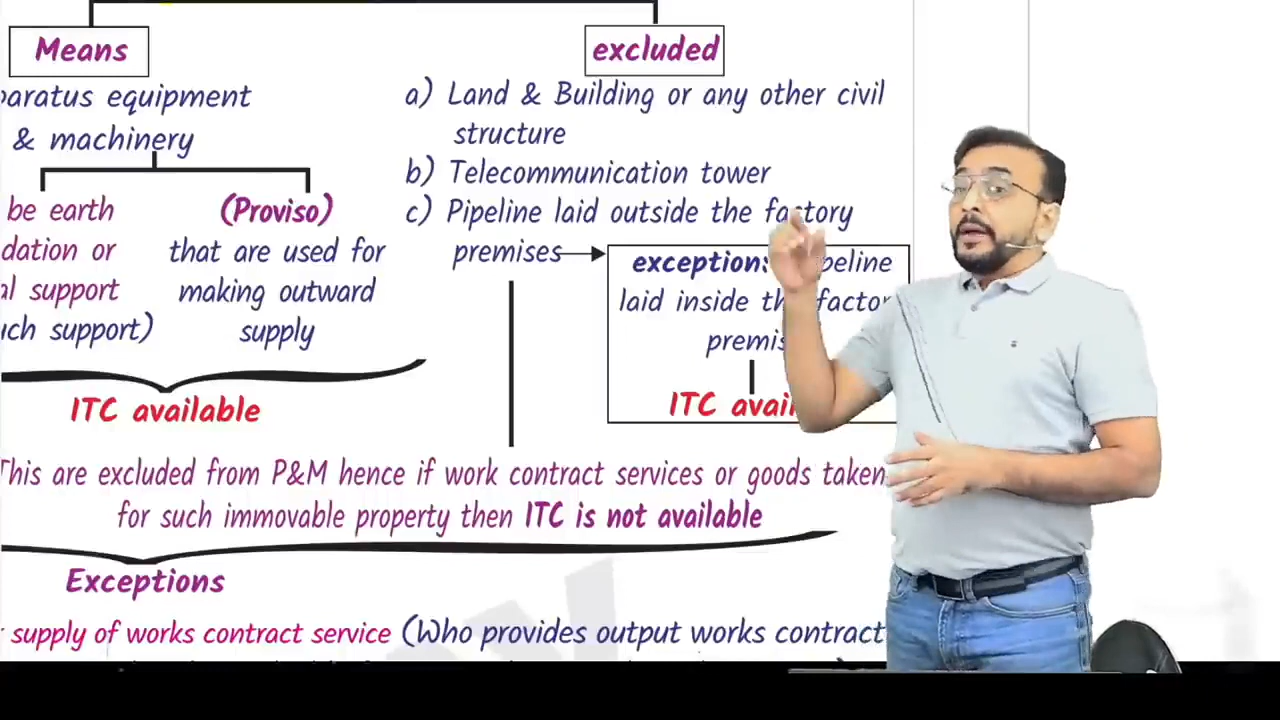 Means
excluded
paratus equipment
& machinery
be earth
dation or
al support
uch support)
(Proviso)
that are used for
making outward
supply
ITC available
a) Land & Building or any other civil
structure
b) Telecommunication tower
c) Pipeline laid outside the factory
premises
exception: peline
laid inside th factor
premis
ITC avai
This are excluded from P&M hence if work contract services or goods taken
for such immovable property then ITC is not available
Exceptions
supply of works contract service (Who provides output works contract